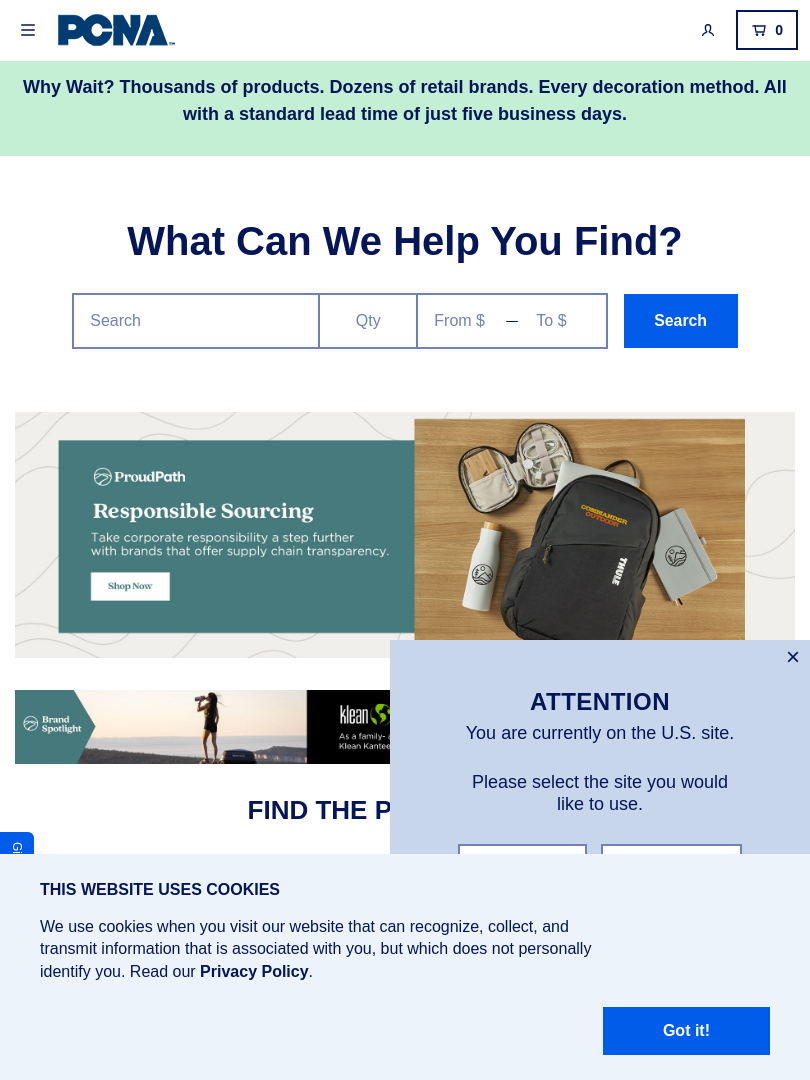 PCNA
0
Why Wait? Thousands of products. Dozens of retail brands. Every decoration method. All
with a standard lead time of just five business days.
What Can We Help You Find?
Search
Qty
From $ — To $
Search
ProudPath
Responsible Sourcing
Take corporate responsibility a step further
with brands that offer supply chain transparency.
Shop Now
COMMANDER
OUTDOOR
THULE
Brand
Spotlight
klean
As a family-
Klean Kantee
FIND THE P
ATTENTION
You are currently on the U.S. site.
Please select the site you would
like to use.
THIS WEBSITE USES COOKIES
We use cookies when you visit our website that can recognize, collect, and
transmit information that is associated with you, but which does not personally
identify you. Read our Privacy Policy.
Got it!